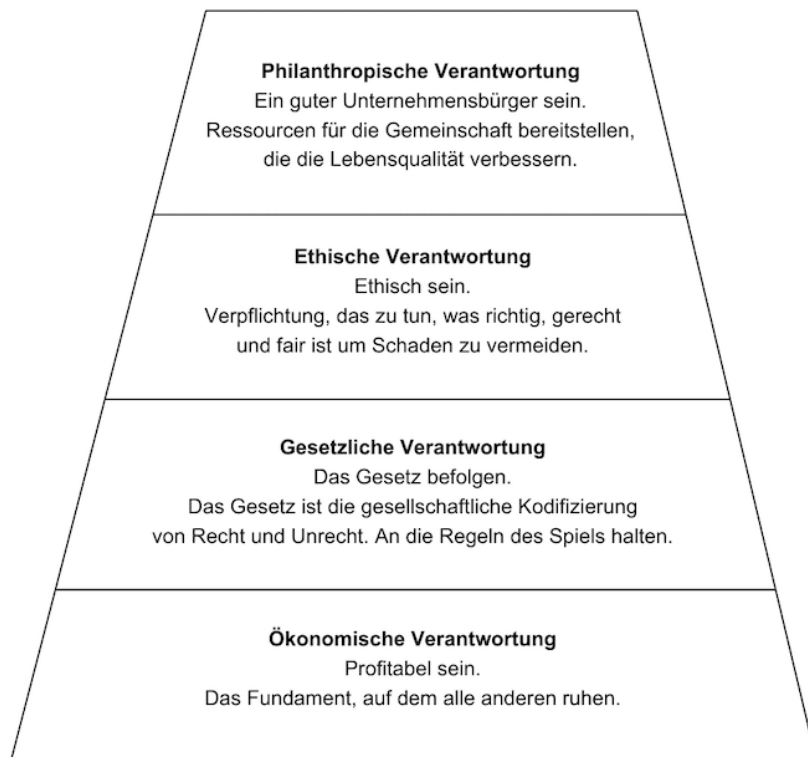 Philanthropische Verantwortung
Ein guter Unternehmensbürger sein.
Ressourcen für die Gemeinschaft bereitstellen,
die die Lebensqualität verbessern.
Ethische Verantwortung
Ethisch sein.
Verpflichtung, das zu tun, was richtig, gerecht
und fair ist um Schaden zu vermeiden.
Gesetzliche Verantwortung
Das Gesetz befolgen.
Das Gesetz ist die gesellschaftliche Kodifizierung
von Recht und Unrecht. An die Regeln des Spiels halten.
Ökonomische Verantwortung
Profitabel sein.
Das Fundament, auf dem alle anderen ruhen.